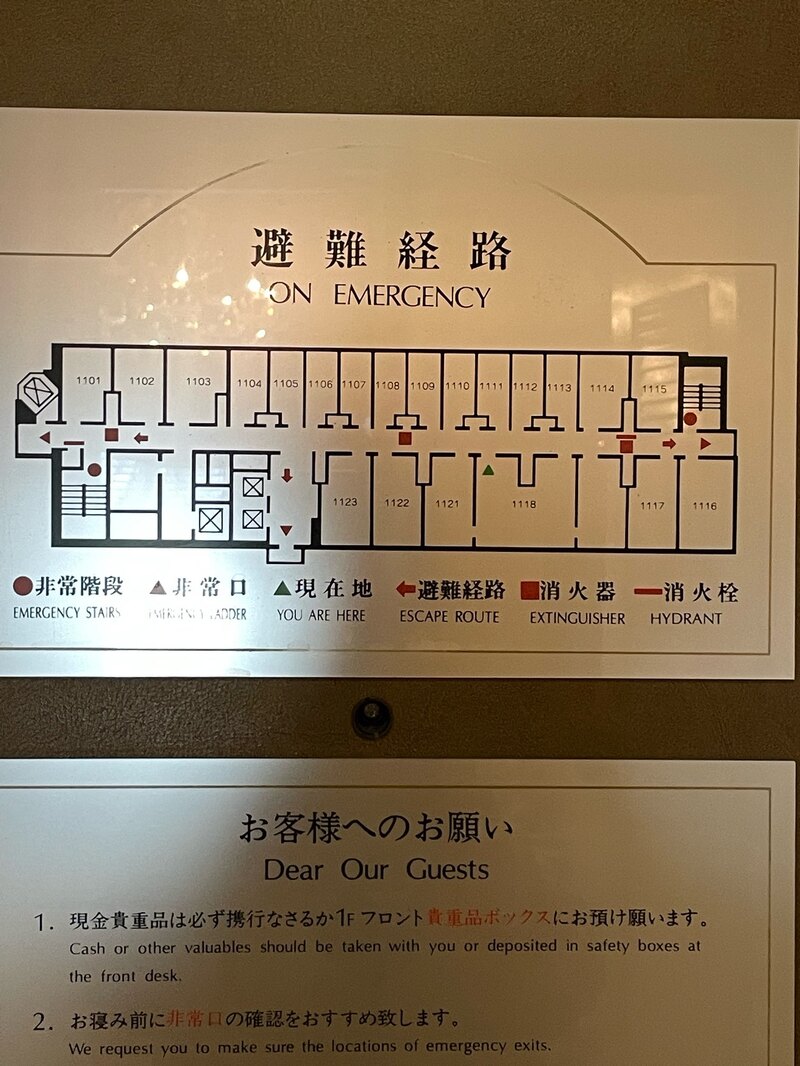 避難経路
ON EMERGENCY
1101 1102 1103 1104 1105 1106 1107 1108 1109 1110 1111 1112 1113 1114 1115
1123 1122 1121 1118 1117 1116
非常階段 非常口 現在地 避難経路 消火器 消火栓
EMERGENCY STAIRS EMERGENCY LADDER YOU ARE HERE ESCAPE ROUTE EXTINGUISHER HYDRANT
お客様へのお願い
Dear Our Guests
1. 現金貴重品は必ず携行なさるか1Fフロント貴重品ボックスにお預け願います。
Cash or other valuables should be taken with you or deposited in safety boxes at
the front desk.
2. お寝み前に非常口の確認をおすすめ致します。
We request you to make sure the locations of emergency exits.